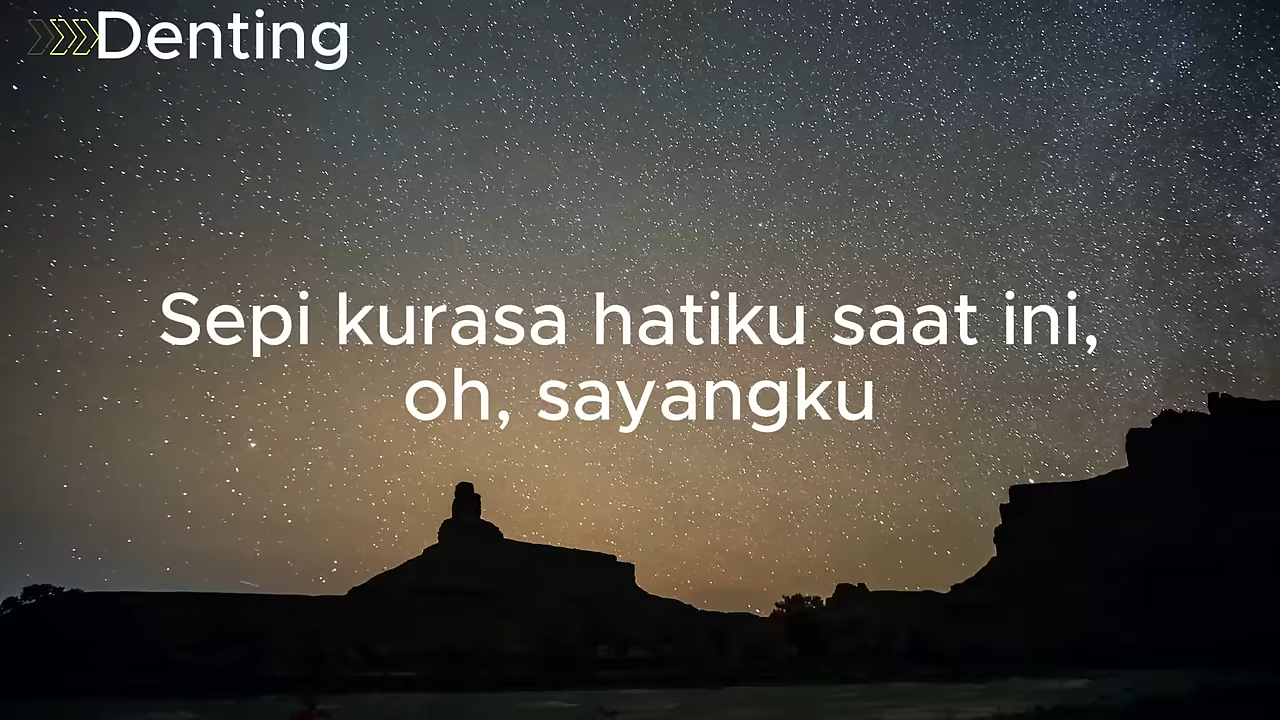 Denting
Sepi kurasa hatiku saat ini,
oh, sayangku